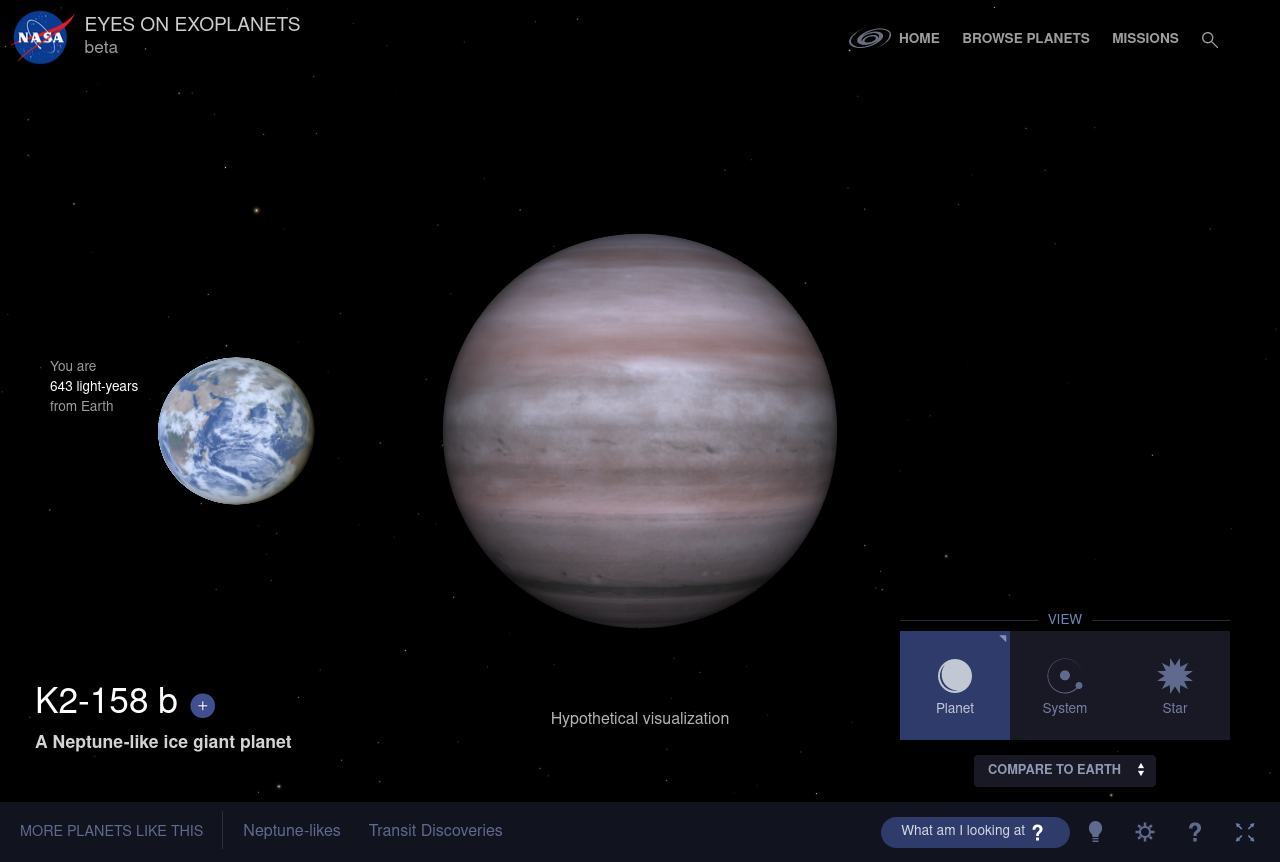 NASA
EYES ON EXOPLANETS
beta
HOME
BROWSE PLANETS
MISSIONS
You are
643 light-years
from Earth
K2-158 b +
A Neptune-like ice giant planet
Hypothetical visualization
VIEW
Planet
System
Star
COMPARE TO EARTH
MORE PLANETS LIKE THIS
Neptune-likes
Transit Discoveries
What am I looking at ?
?